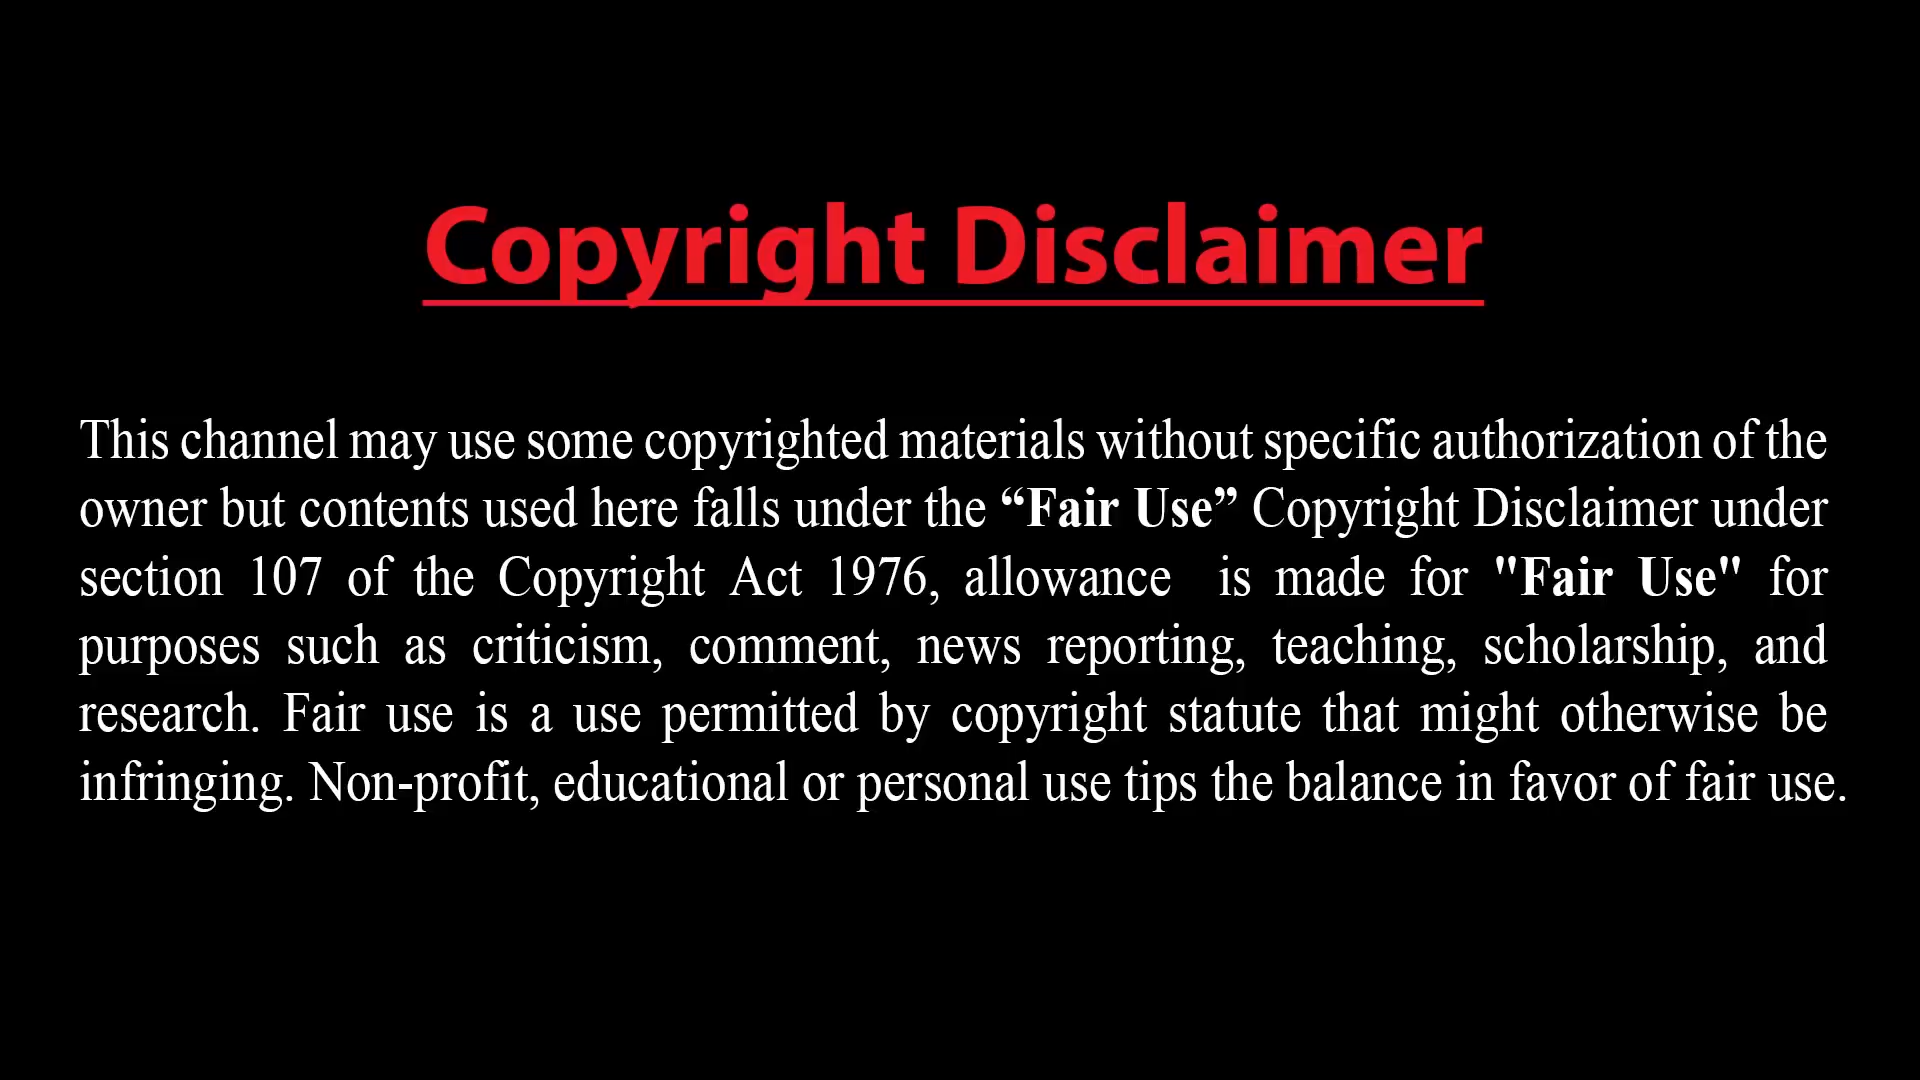 Copyright Disclaimer
This channel may use some copyrighted materials without specific authorization of the
owner but contents used here falls under the “Fair Use” Copyright Disclaimer under
section 107 of the Copyright Act 1976, allowance  is made for "Fair Use" for
purposes such as criticism, comment, news reporting, teaching, scholarship, and
research. Fair use is a use permitted by copyright statute that might otherwise be
infringing. Non-profit, educational or personal use tips the balance in favor of fair use.